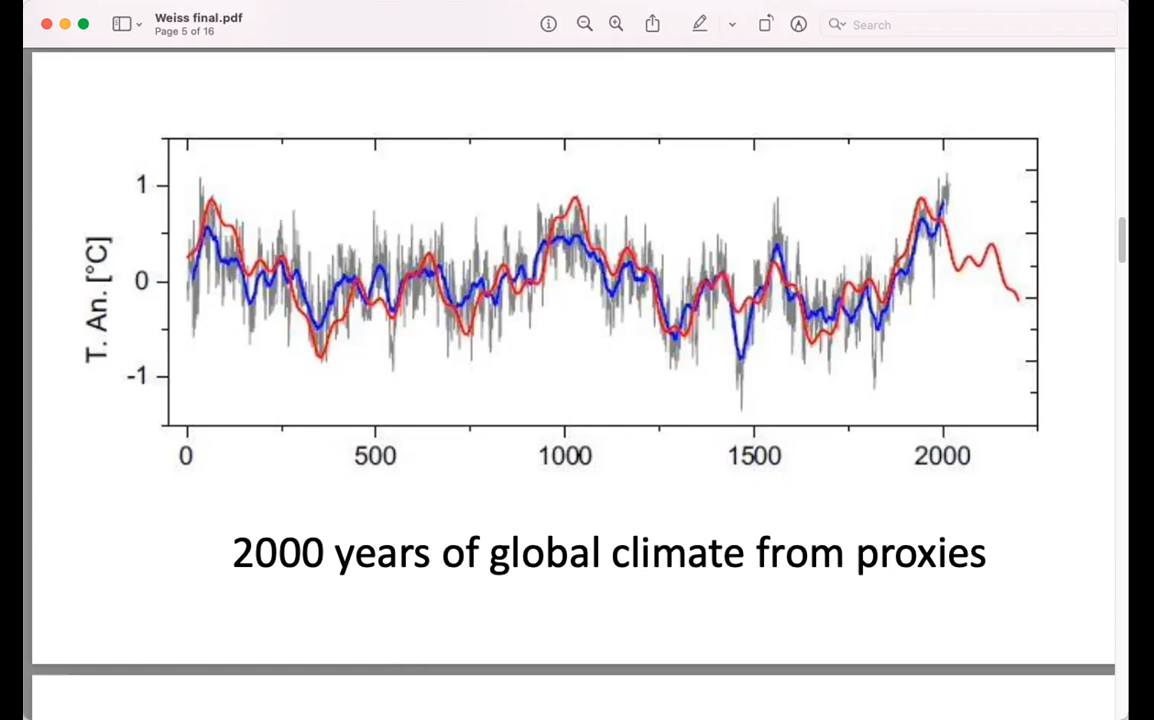 Weiss final.pdf
Page 5 of 16
Search
T. An. [°C]
1
0
-1
0 500 1000 1500 2000
2000 years of global climate from proxies